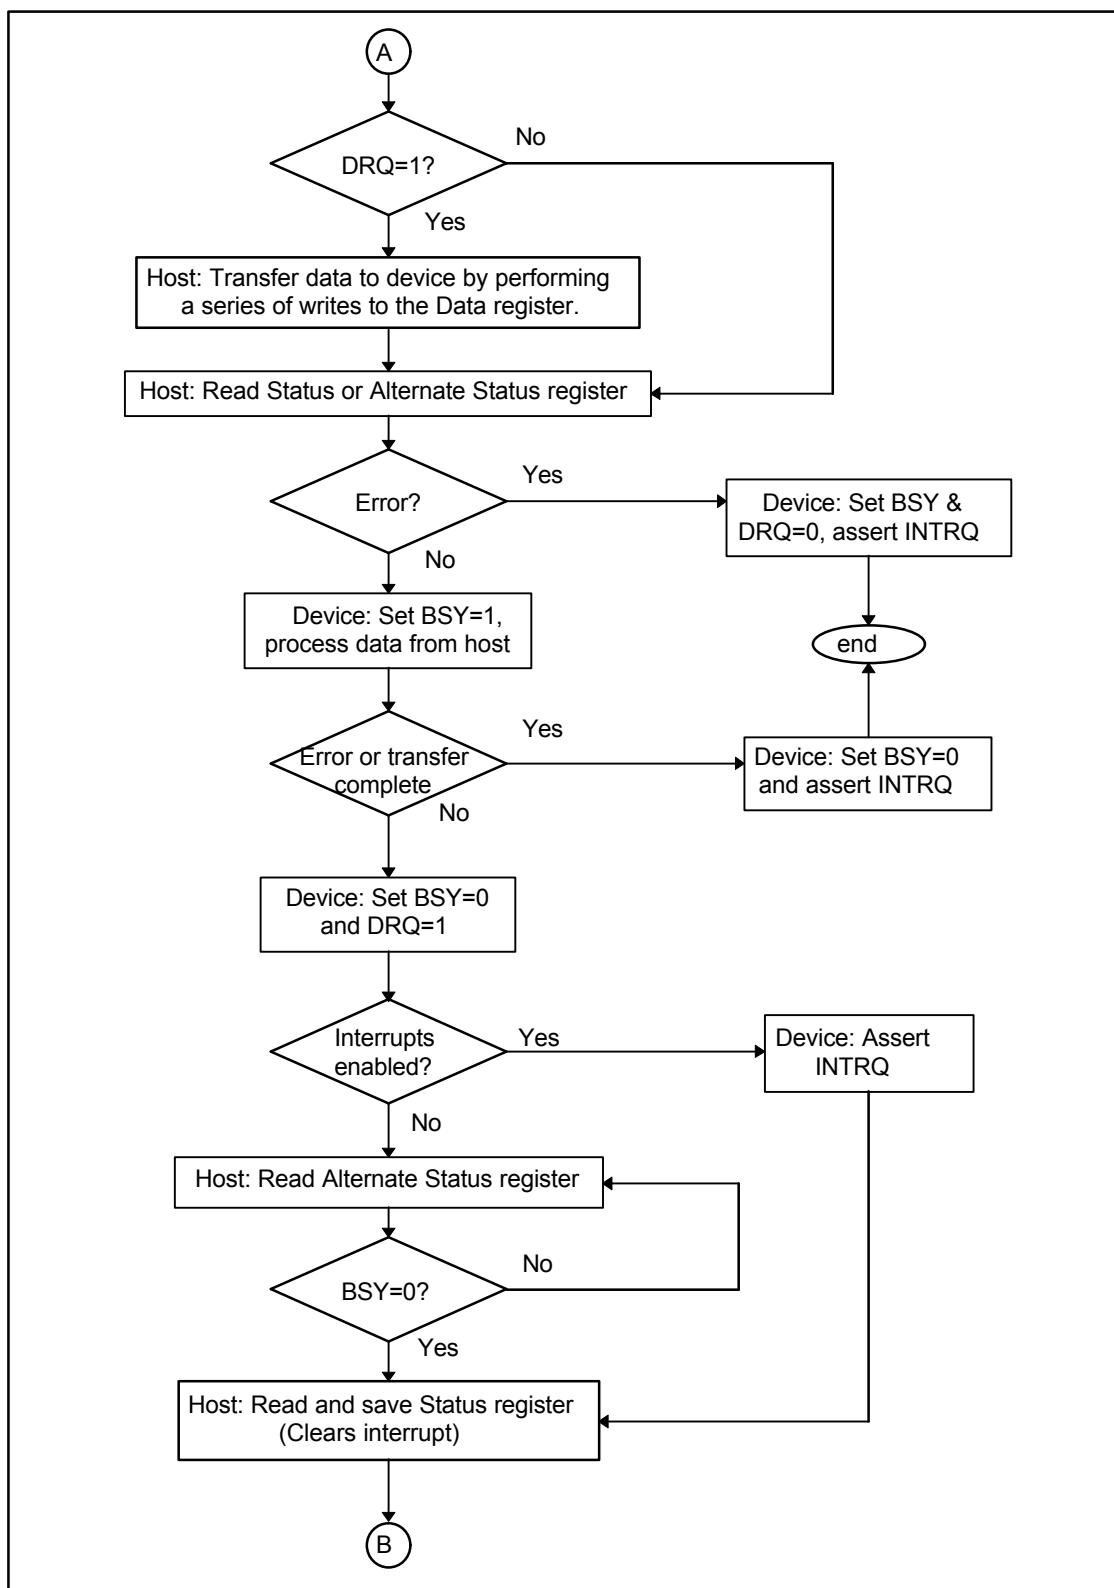 A
DRQ=1?
No
Yes
Host: Transfer data to device by performing
a series of writes to the Data register.
Host: Read Status or Alternate Status register
Error?
Yes
No
Device: Set BSY &
DRQ=0, assert INTRQ
Device: Set BSY=1,
process data from host
end
Error or transfer
complete
Yes
No
Device: Set BSY=0
and assert INTRQ
Device: Set BSY=0
and DRQ=1
Interrupts
enabled?
Yes
No
Device: Assert
INTRQ
Host: Read Alternate Status register
BSY=0?
No
Yes
Host: Read and save Status register
(Clears interrupt)
B